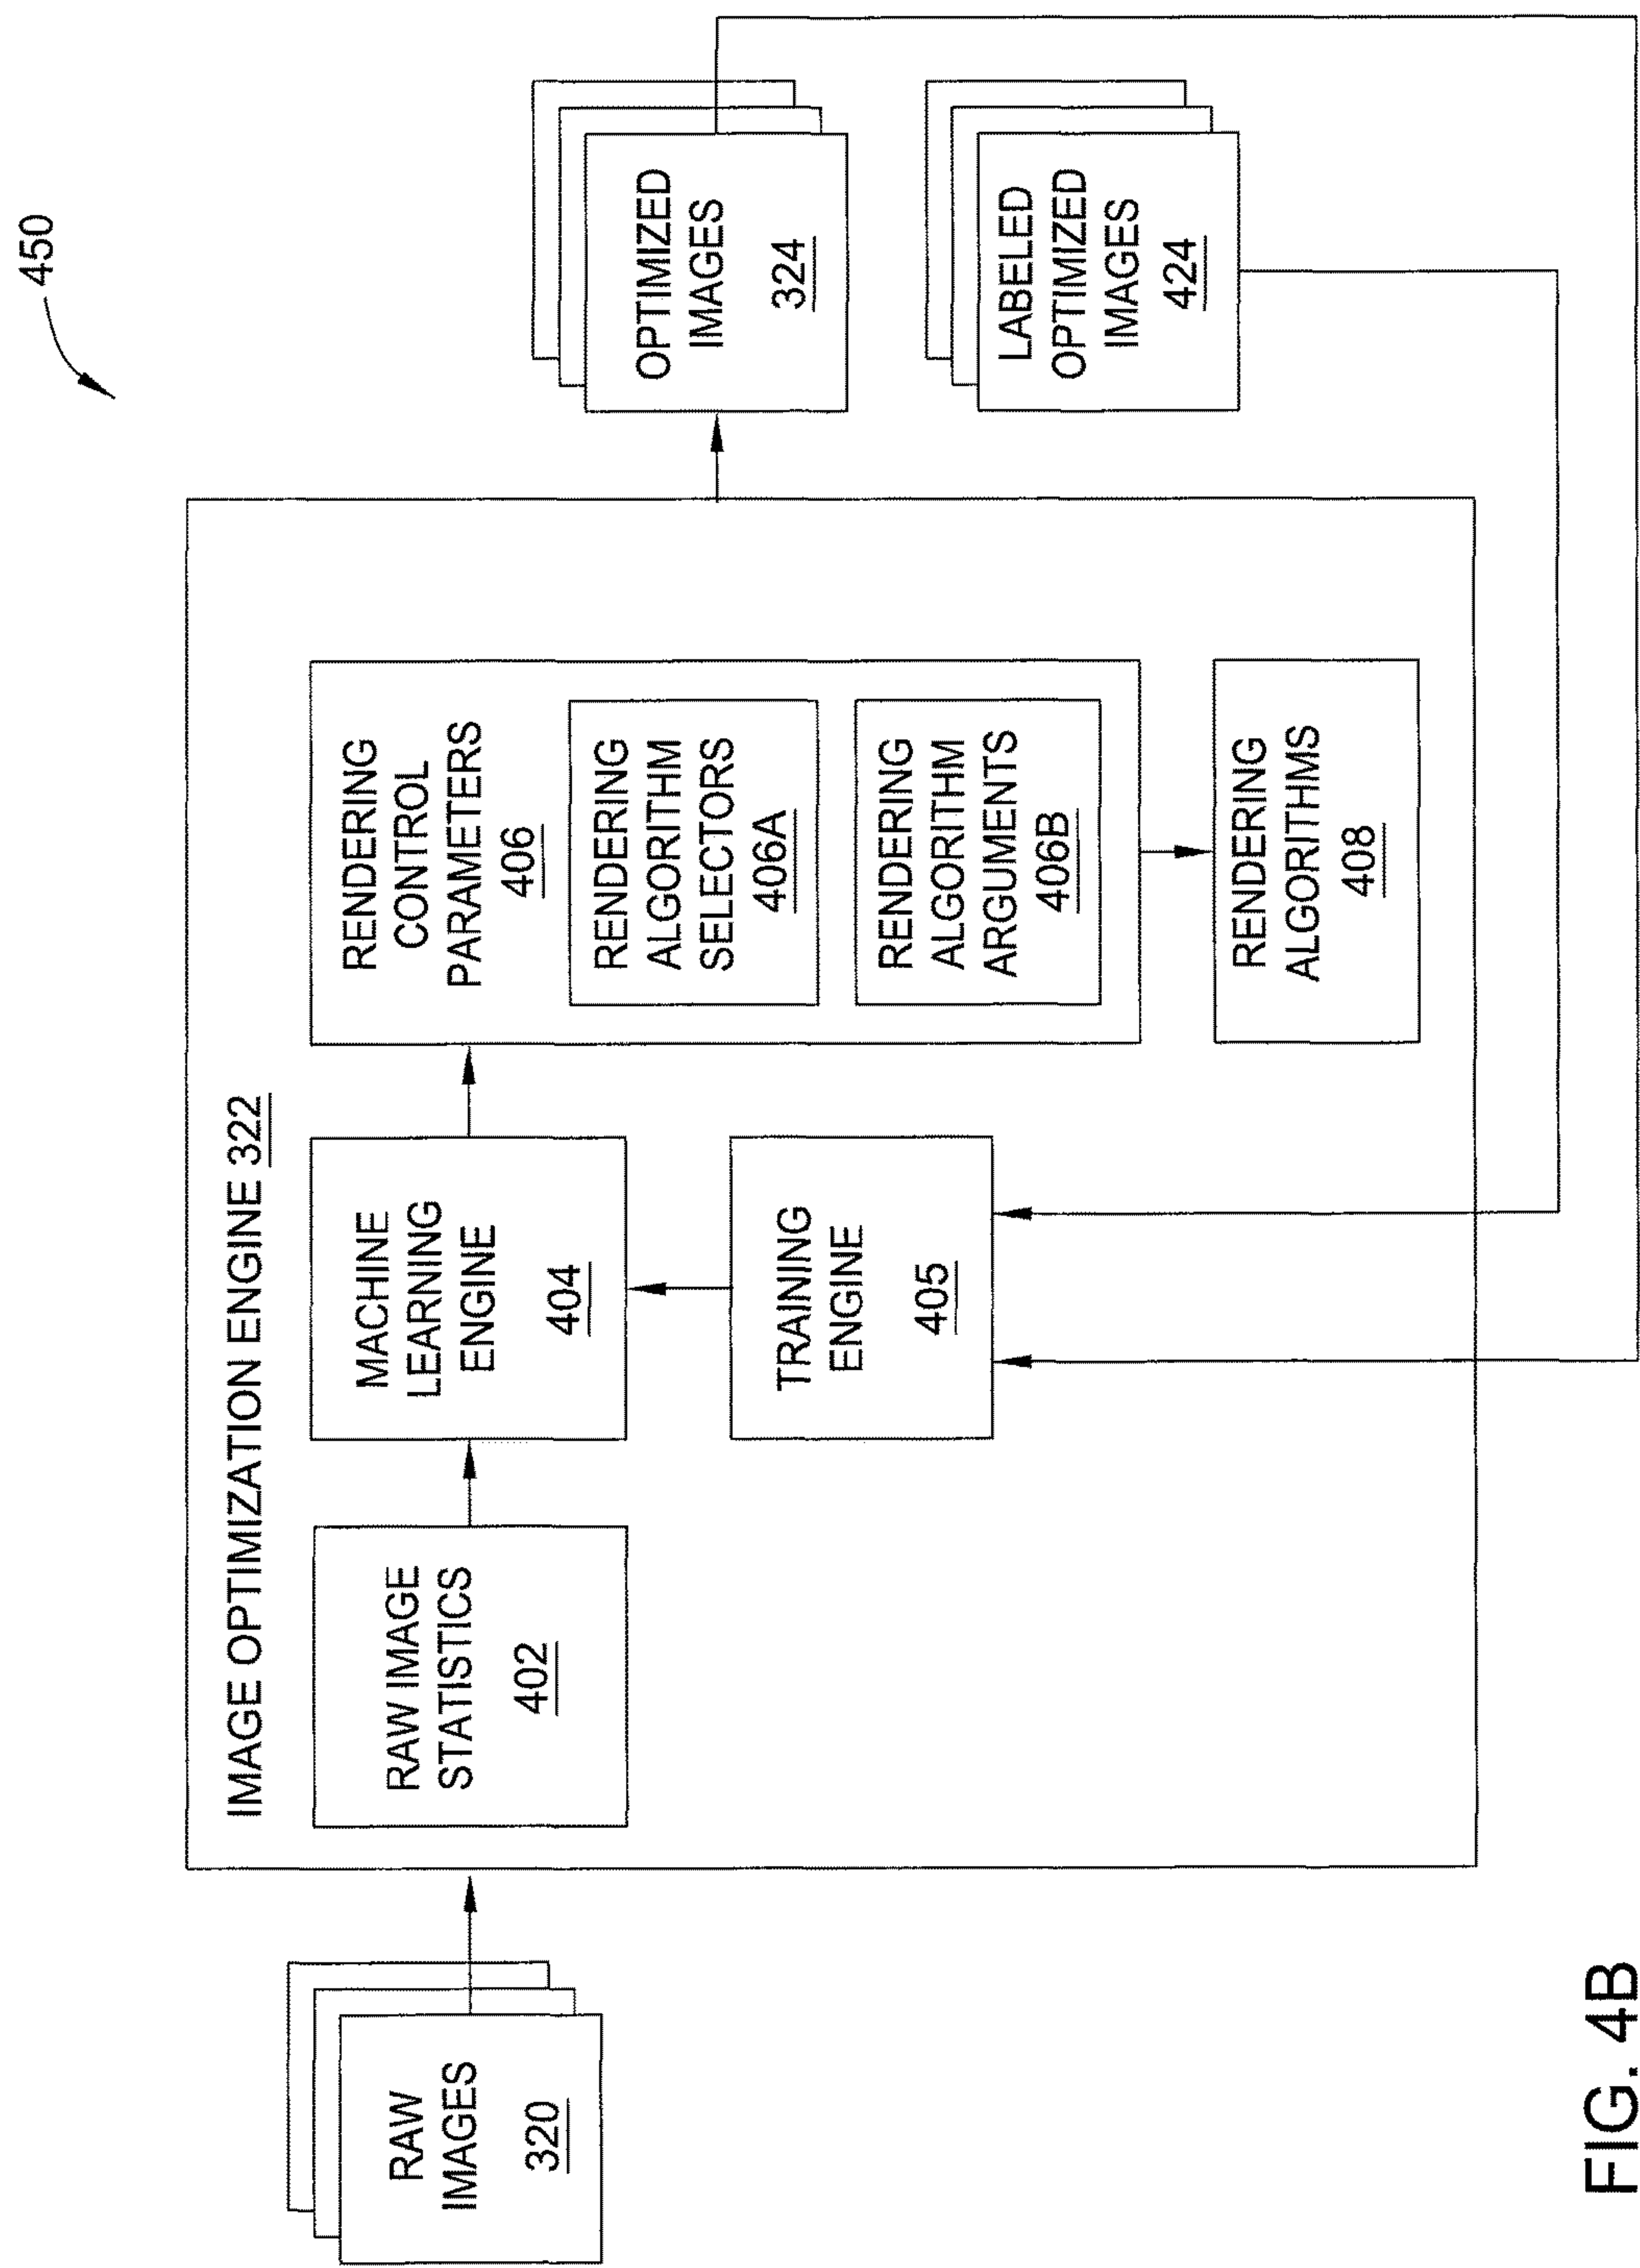 450
IMAGE OPTIMIZATION ENGINE 322
RAW
IMAGES
320
RAW IMAGE
STATISTICS
402
MACHINE
LEARNING
ENGINE
404
TRAINING
ENGINE
405
RENDERING
CONTROL
PARAMETERS
406
RENDERING
ALGORITHM
SELECTORS
406A
RENDERING
ALGORITHM
ARGUMENTS
406B
RENDERING
ALGORITHMS
408
OPTIMIZED
IMAGES
324
LABELED
OPTIMIZED
IMAGES
424
FIG. 4B